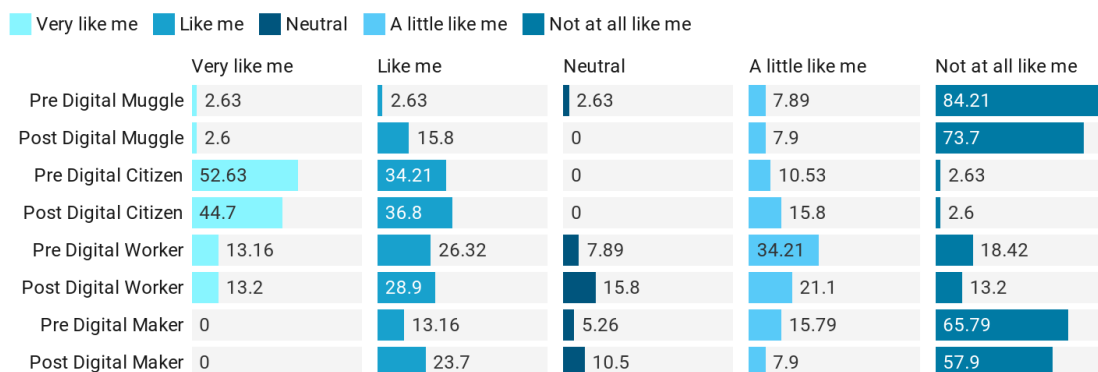 Very like me Like me Neutral A little like me Not at all like me
Very like me Like me Neutral A little like me Not at all like me
Pre Digital Muggle 2.63 2.63 2.63 7.89 84.21
Post Digital Muggle 2.6 15.8 0 7.9 73.7
Pre Digital Citizen 52.63 34.21 0 10.53 2.63
Post Digital Citizen 44.7 36.8 0 15.8 2.6
Pre Digital Worker 13.16 26.32 7.89 34.21 18.42
Post Digital Worker 13.2 28.9 15.8 21.1 13.2
Pre Digital Maker 0 13.16 5.26 15.79 65.79
Post Digital Maker 0 23.7 10.5 7.9 57.9